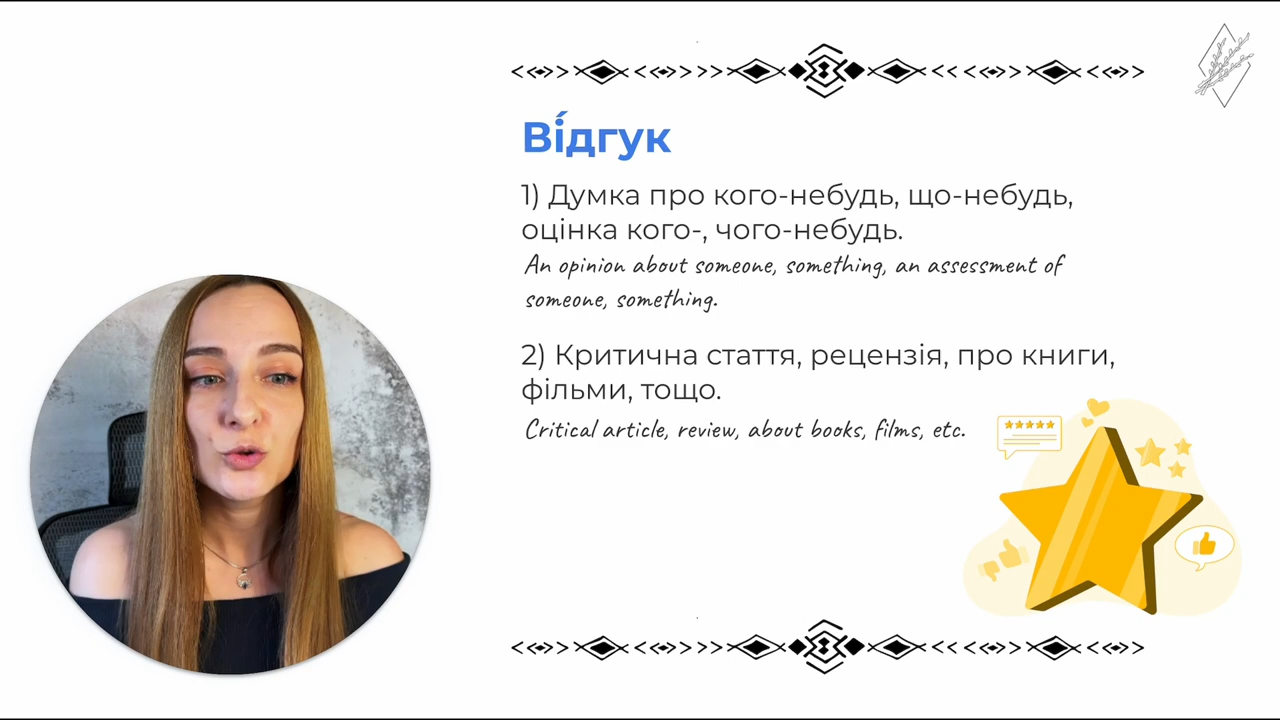 Ві́дгук
1) Думка про кого-небудь, що-небудь,
оцінка кого-, чого-небудь.
An opinion about someone, something, an assessment of
someone, something.
2) Критична стаття, рецензія, про книги,
фільми, тощо.
Critical article, review, about books, films, etc.